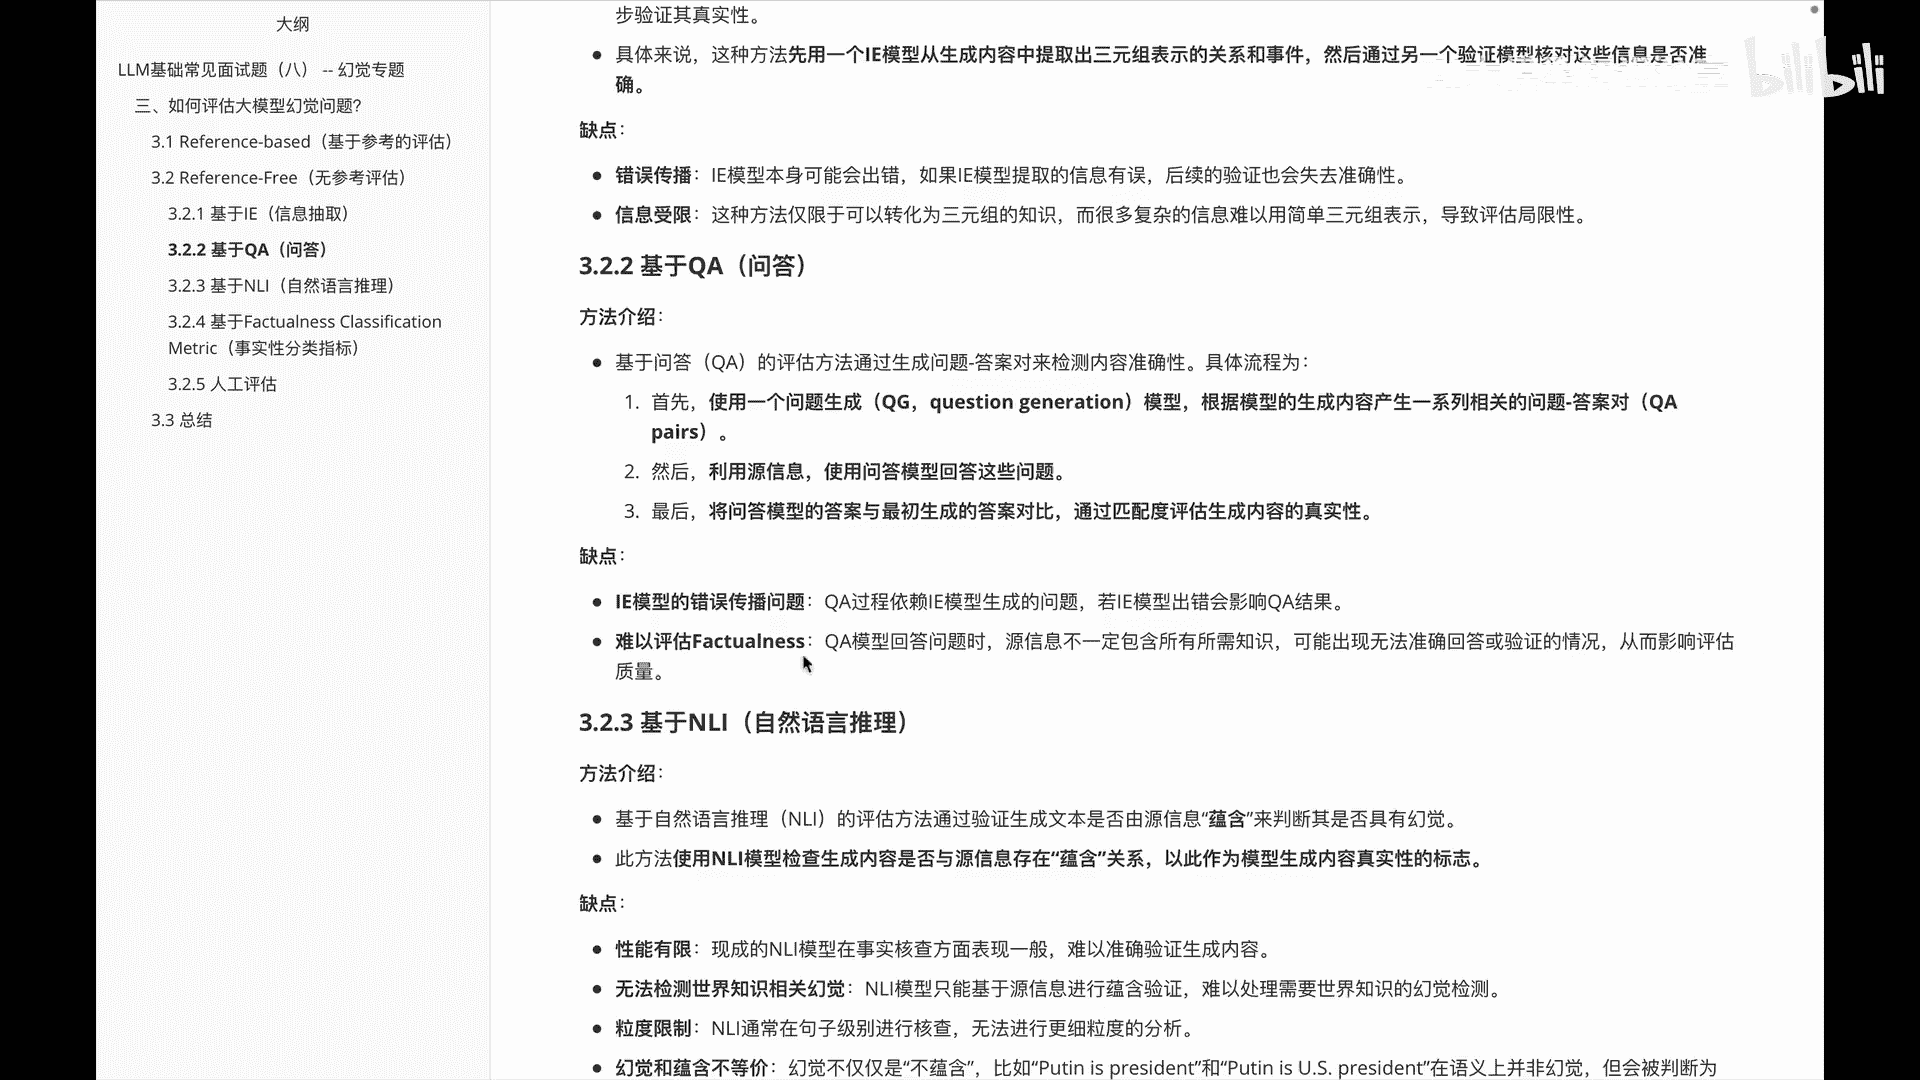 大纲
LLM基础常见面试题（八） -- 幻觉专题
三、如何评估大模型幻觉问题？
3.1 Reference-based（基于参考的评估）
3.2 Reference-Free（无参考评估）
3.2.1 基于IE（信息抽取）
3.2.2 基于QA（问答）
3.2.3 基于NLI（自然语言推理）
3.2.4 基于Factualness Classification
Metric（事实性分类指标）
3.2.5 人工评估
3.3 总结
步验证其真实性。
具体来说，这种方法先用一个IE模型从生成内容中提取出三元组表示的关系和事件，然后通过另一个验证模型核对这些信息是否准
确。
缺点：
错误传播：IE模型本身可能会出错，如果IE模型提取的信息有误，后续的验证也会失去准确性。
信息受限：这种方法仅限于可以转化为三元组的知识，而很多复杂的信息难以用简单三元组表示，导致评估局限性。
3.2.2 基于QA（问答）
方法介绍：
基于问答（QA）的评估方法通过生成问题-答案对来检测内容准确性。具体流程为：
1. 首先，使用一个问题生成（QG，question generation）模型，根据模型的生成内容产生一系列相关的问题-答案对（QA
pairs）。
2. 然后，利用源信息，使用问答模型回答这些问题。
3. 最后，将问答模型的答案与最初生成的答案对比，通过匹配度评估生成内容的真实性。
缺点：
IE模型的错误传播问题：QA过程依赖IE模型生成的问题，若IE模型出错会影响QA结果。
难以评估Factualness：QA模型回答问题时，源信息不一定包含所有所需知识，可能出现无法准确回答或验证的情况，从而影响评估
质量。
3.2.3 基于NLI（自然语言推理）
方法介绍：
基于自然语言推理（NLI）的评估方法通过验证生成文本是否由源信息“蕴含”来判断其是否具有幻觉。
此方法使用NLI模型检查生成内容是否与源信息存在“蕴含”关系，以此作为模型生成内容真实性的标志。
缺点：
性能有限：现成的NLI模型在事实核查方面表现一般，难以准确验证生成内容。
无法检测世界知识相关幻觉：NLI模型只能基于源信息进行蕴含验证，难以处理需要世界知识的幻觉检测。
粒度限制：NLI通常在句子级别进行核查，无法进行更细粒度的分析。
幻觉和蕴含不等价：幻觉不仅仅是“不蕴含”，比如“Putin is president”和“Putin is U.S. president”在语义上并非幻觉，但会被判断为
bilibili